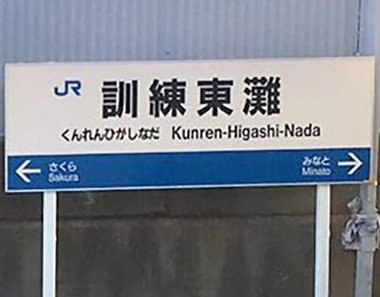 JR
訓練東灘
くんれんひがしなだ Kunren-Higashi-Nada
← さくら みなと →
Sakura Minato